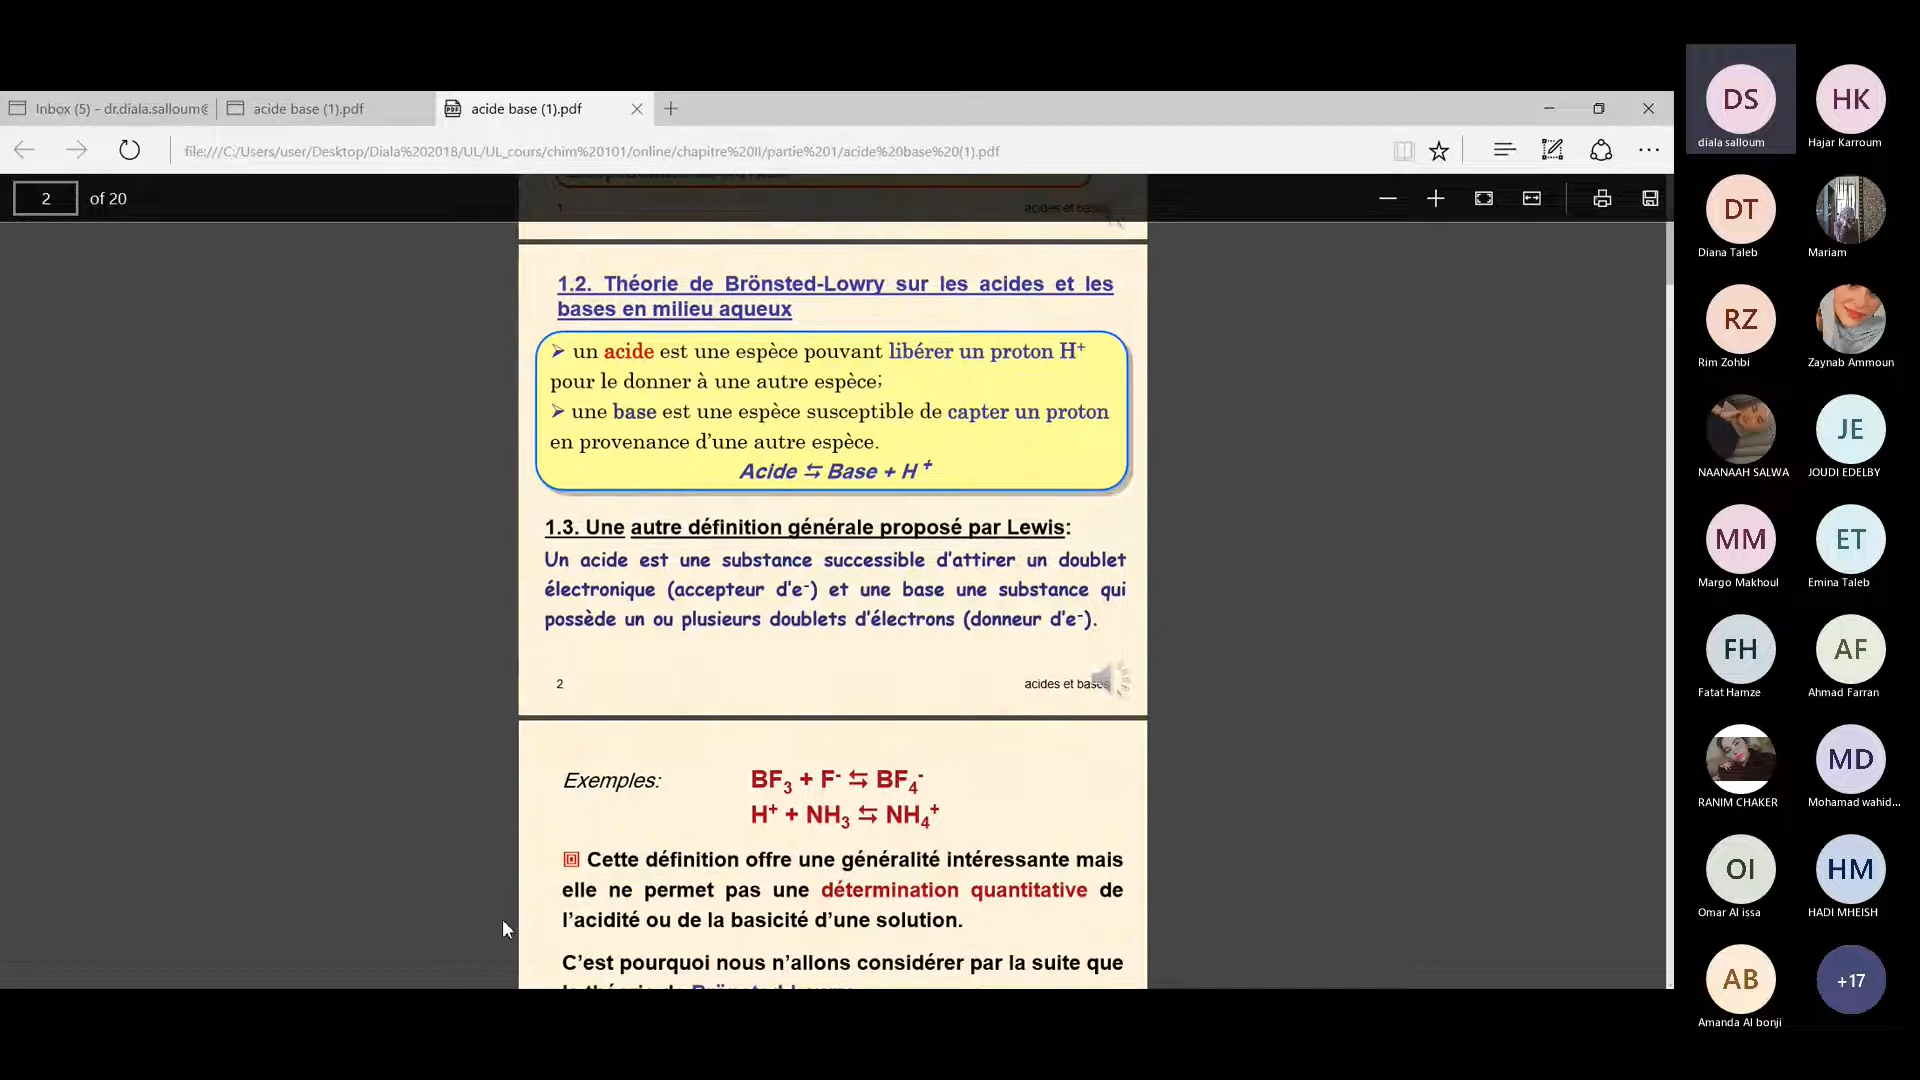 Inbox (5) - dr.diala.salloum@
acide base (1).pdf
acide base (1).pdf
file:///C:/Users/user/Desktop/Diala%202018/UL/UL_cours/chim%20101/online/chapitre%20II/partie%201/acide%20base%20(1).pdf
2 of 20
1
1.2. Théorie de Brönsted-Lowry sur les acides et les
bases en milieu aqueux
➢ un acide est une espèce pouvant libérer un proton H⁺
pour le donner à une autre espèce;
➢ une base est une espèce susceptible de capter un proton
en provenance d’une autre espèce.
Acide ⇆ Base + H⁺
1.3. Une autre définition générale proposé par Lewis:
Un acide est une substance successible d’attirer un doublet
électronique (accepteur d’e⁻) et une base une substance qui
possède un ou plusieurs doublets d’électrons (donneur d’e⁻).
2 acides et bases
Exemples: BF₃ + F⁻ ⇆ BF₄⁻
H⁺ + NH₃ ⇆ NH₄⁺
Cette définition offre une généralité intéressante mais
elle ne permet pas une détermination quantitative de
l’acidité ou de la basicité d’une solution.
C’est pourquoi nous n’allons considérer par la suite que
DS
diala salloum
HK
Hajar Karroum
DT
Diana Taleb
Mariam
RZ
Rim Zohbi
Zaynab Ammoun
NAANAAH SALWA
JE
JOUDI EDELBY
MM
Margo Makhoul
ET
Emina Taleb
FH
Fatat Hamze
AF
Ahmad Farran
RANIM CHAKER
MD
Mohamad wahid...
OI
Omar Al issa
HM
HADI MHEISH
AB
Amanda Al bonji
+17